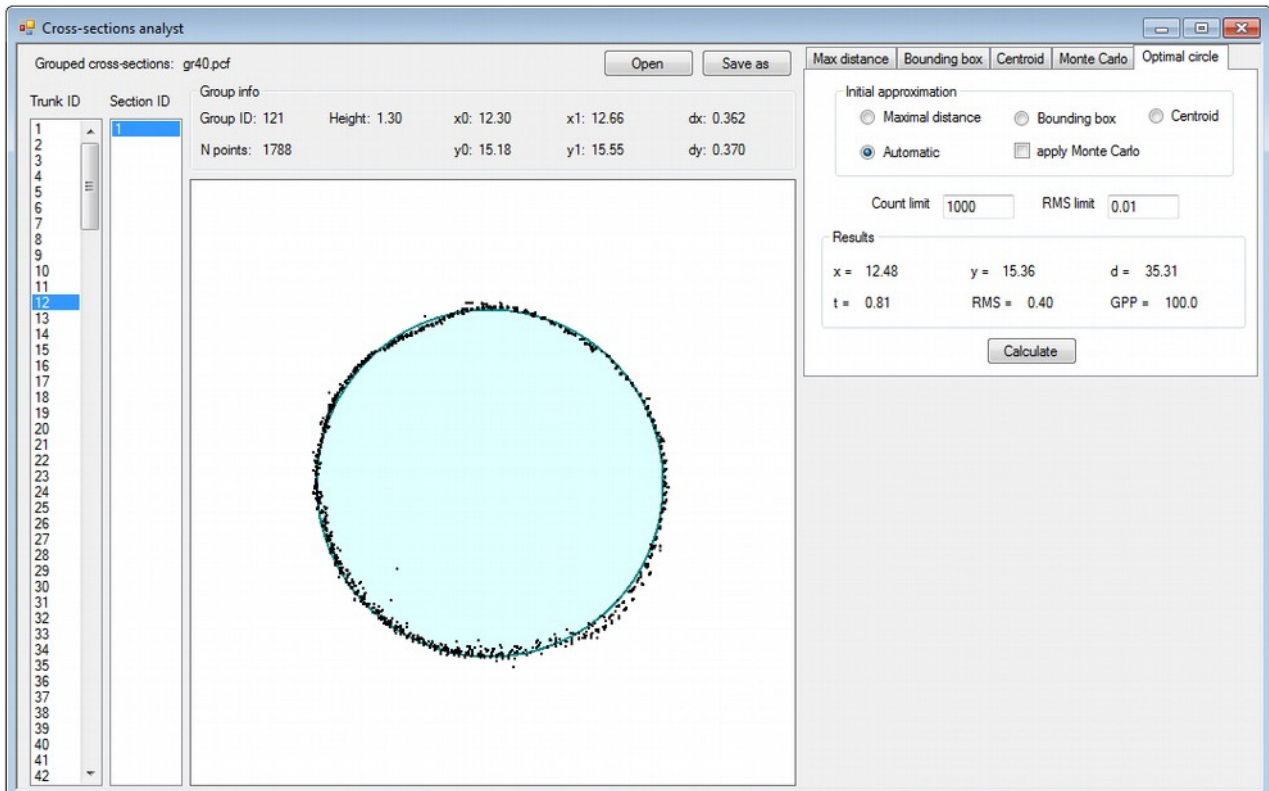 Cross-sections analyst
Grouped cross-sections: gr40.pcf
Open
Save as
Trunk ID
Section ID
1
2
3
4
5
6
7
8
9
10
11
12
13
14
15
16
17
18
19
20
21
22
23
24
25
26
27
28
29
30
31
32
33
34
35
36
37
38
39
40
41
42
1
Group info
Group ID: 121 Height: 1.30 x0: 12.30 x1: 12.66 dx: 0.362
N points: 1788 y0: 15.18 y1: 15.55 dy: 0.370
Max distance Bounding box Centroid Monte Carlo Optimal circle
Initial approximation
Maximal distance Bounding box Centroid
Automatic apply Monte Carlo
Count limit 1000 RMS limit 0.01
Results
x = 12.48 y = 15.36 d = 35.31
t = 0.81 RMS = 0.40 GPP = 100.0
Calculate